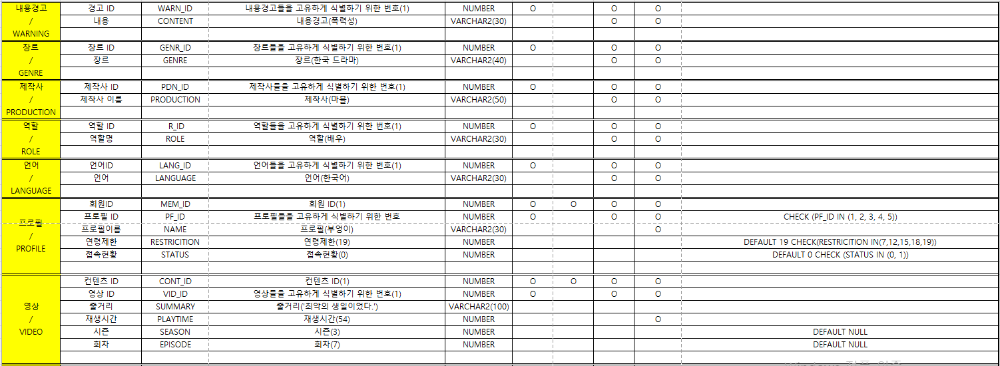 내용경고 / WARNING
경고 ID WARN_ID 내용경고들을 고유하게 식별하기 위한 번호(1) NUMBER O O O
내용 CONTENT 내용경고(폭력성) VARCHAR2(30) O O
장르 / GENRE
장르 ID GENR_ID 장르들을 고유하게 식별하기 위한 번호(1) NUMBER O O O
장르 GENRE 장르(한국 드라마) VARCHAR2(40) O O
제작사 / PRODUCTION
제작사 ID PDN_ID 제작사들을 고유하게 식별하기 위한 번호(1) NUMBER O O O
제작사 이름 PRODUCTION 제작사(마블) VARCHAR2(50) O O
역할 / ROLE
역할 ID R_ID 역할들을 고유하게 식별하기 위한 번호(1) NUMBER O O O
역할명 ROLE 역할(배우) VARCHAR2(30) O O
언어 / LANGUAGE
언어ID LANG_ID 언어들을 고유하게 식별하기 위한 번호(1) NUMBER O O O
언어 LANGUAGE 언어(한국어) VARCHAR2(30) O O
프로필 / PROFILE
회원ID MEM_ID 회원 ID(1) NUMBER O O O O
프로필 ID PF_ID 프로필들을 고유하게 식별하기 위한 번호 NUMBER O O O CHECK (PF_ID IN (1, 2, 3, 4, 5))
프로필이름 NAME 프로필(부엉이) VARCHAR2(30) O
연령제한 RESTRICITION 연령제한(19) NUMBER DEFAULT 19 CHECK(RESTRICITION IN(7,12,15,18,19))
접속현황 STATUS 접속현황(0) NUMBER DEFAULT 0 CHECK (STATUS IN (0, 1))
영상 / VIDEO
컨텐츠 ID CONT_ID 컨텐츠 ID(1) NUMBER O O O O
영상 ID VID_ID 영상들을 고유하게 식별하기 위한 번호(1) NUMBER O O O
줄거리 SUMMARY 줄거리('최악의 생일이었다.') VARCHAR2(100)
재생시간 PLAYTIME 재생시간(54) NUMBER O
시즌 SEASON 시즌(3) NUMBER DEFAULT NULL
회차 EPISODE 회차(7) NUMBER DEFAULT NULL